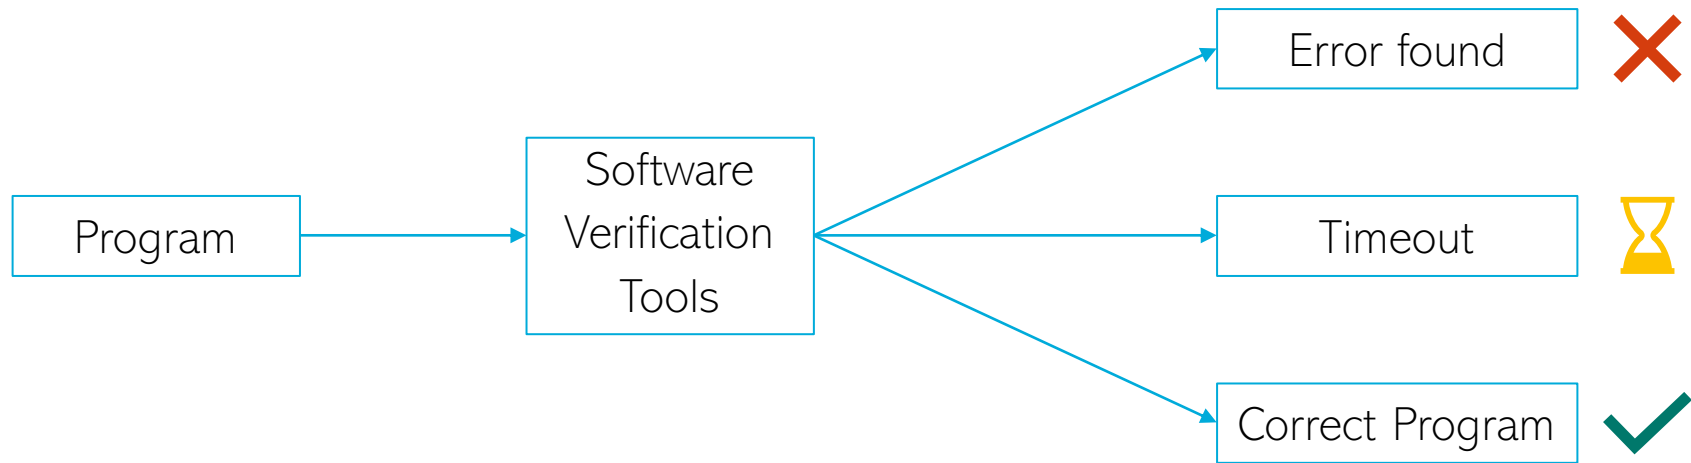 Program
Software
Verification
Tools
Error found
Timeout
Correct Program